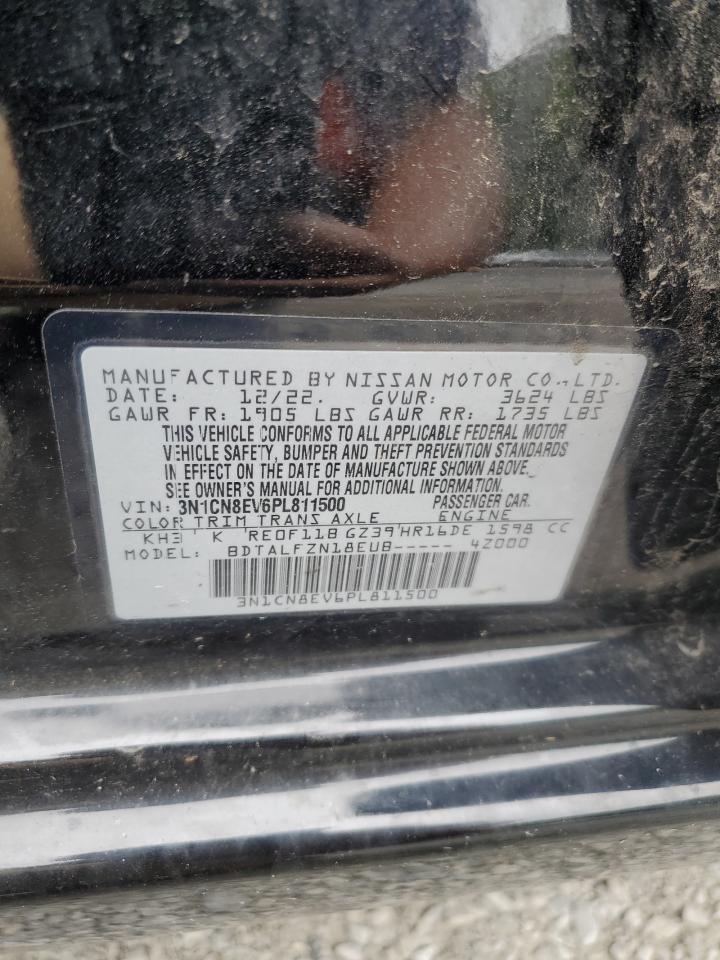 MANUFACTURED BY NISSAN MOTOR CO., LTD.
DATE: 12/22. GVWR: 3624 LBS
GAWR FR: 1905 LBS GAWR RR: 1735 LBS
THIS VEHICLE CONFORMS TO ALL APPLICABLE FEDERAL MOTOR
VEHICLE SAFETY, BUMPER AND THEFT PREVENTION STANDARDS
IN EFFECT ON THE DATE OF MANUFACTURE SHOWN ABOVE.
SEE OWNER'S MANUAL FOR ADDITIONAL INFORMATION.
VIN: 3N1CN8EV6PL811500 PASSENGER CAR.
COLOR TRIM TRANS AXLE ENGINE
KH3 K RE0F11B GZ39 HR16DE 1598 CC
MODEL: BDTALFZN18EUB----- 4Z000
3N1CN8EV6PL811500